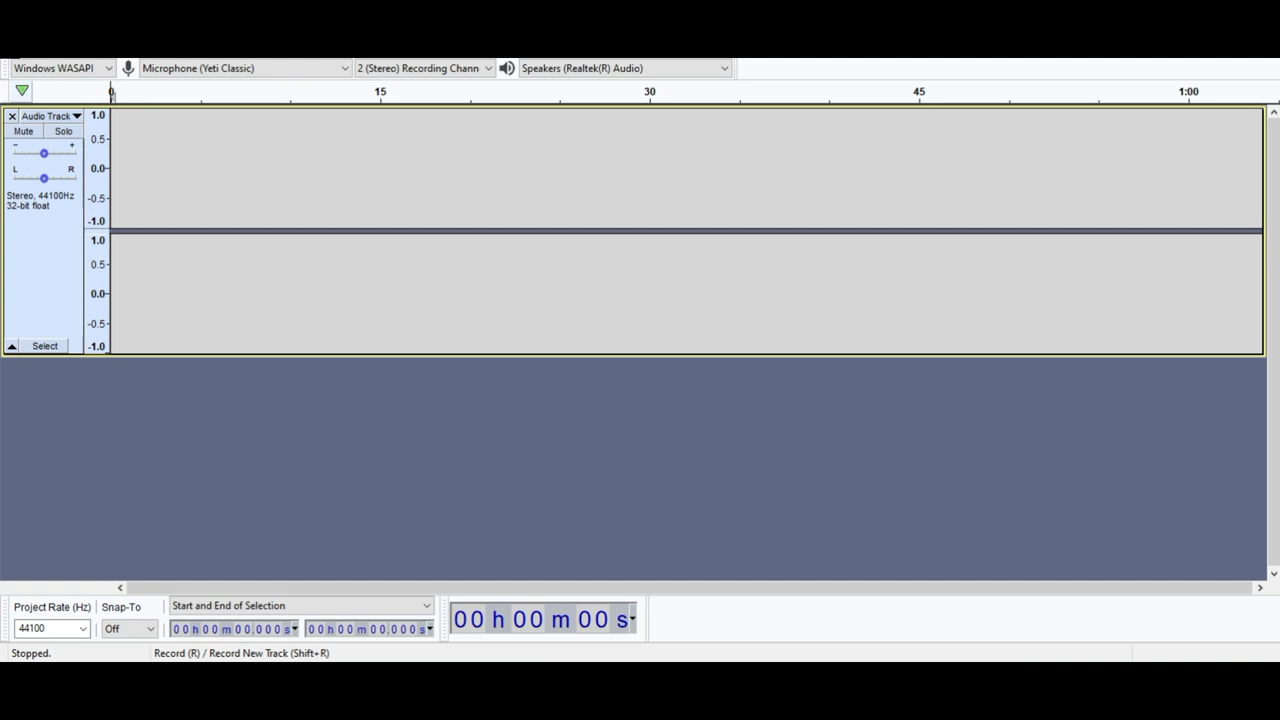 Windows WASAPI Microphone (Yeti Classic) 2 (Stereo) Recording Chann Speakers (Realtek(R) Audio)
0 15 30 45 1:00
Audio Track
Mute Solo
- +
L R
Stereo, 44100Hz
32-bit float
Select
1.0
0.5
0.0
-0.5
-1.0
1.0
0.5
0.0
-0.5
-1.0
Project Rate (Hz) Snap-To Start and End of Selection
44100 Off 00 h 00 m 00.000 s 00 h 00 m 00.000 s 00 h 00 m 00 s
Stopped. Record (R) / Record New Track (Shift+R)